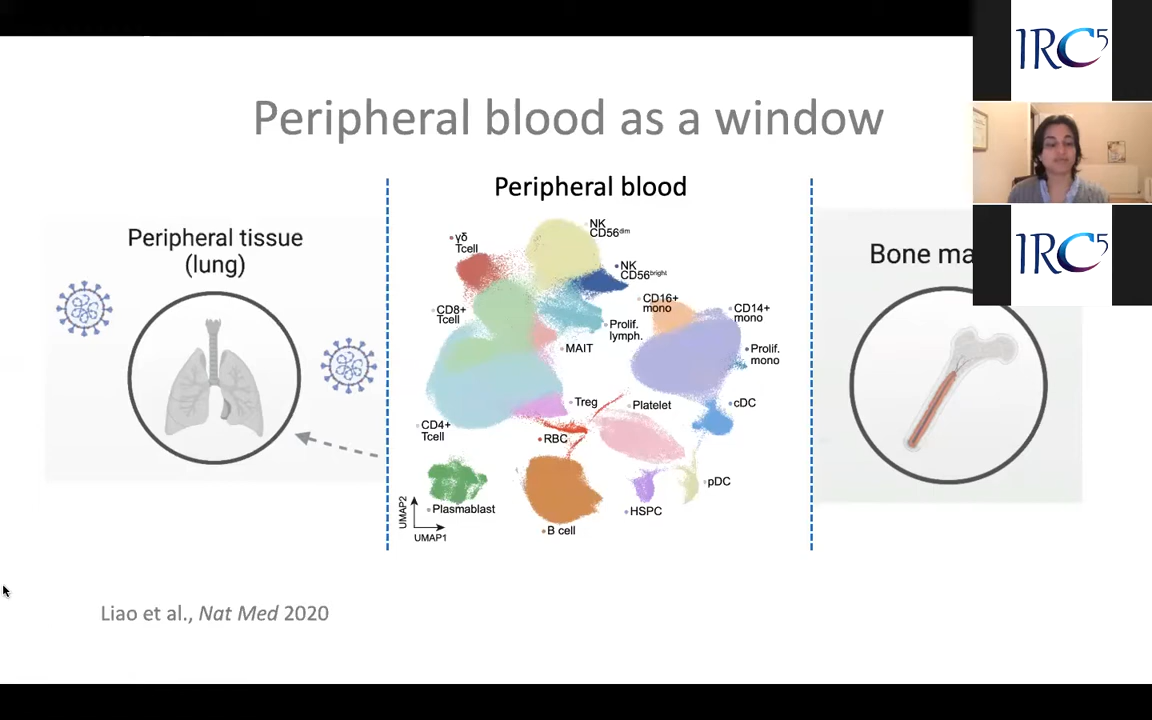 Peripheral blood as a window
IRC5
IRC5
Peripheral tissue
(lung)
Peripheral blood
γδ
Tcell
NK
CD56dim
NK
CD56bright
CD8+
Tcell
CD16+
mono
CD14+
mono
Prolif.
lymph.
MAIT
Prolif.
mono
Treg
Platelet
cDC
CD4+
Tcell
RBC
pDC
Plasmablast
HSPC
B cell
UMAP2
UMAP1
Bone ma
Liao et al., Nat Med 2020